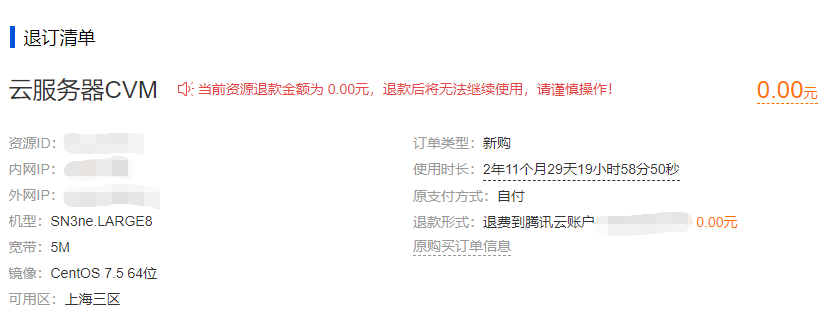 退订清单
云服务器CVM 当前资源退款金额为 0.00元，退款后将无法继续使用，请谨慎操作！ 0.00元
资源ID：
订单类型：新购
内网IP：
使用时长：2年11个月29天19小时58分50秒
外网IP：
原支付方式：自付
机型：SN3ne.LARGE8
退款形式：退费到腾讯云账户 0.00元
宽带：5M
原购买订单信息
镜像：CentOS 7.5 64位
可用区：上海三区